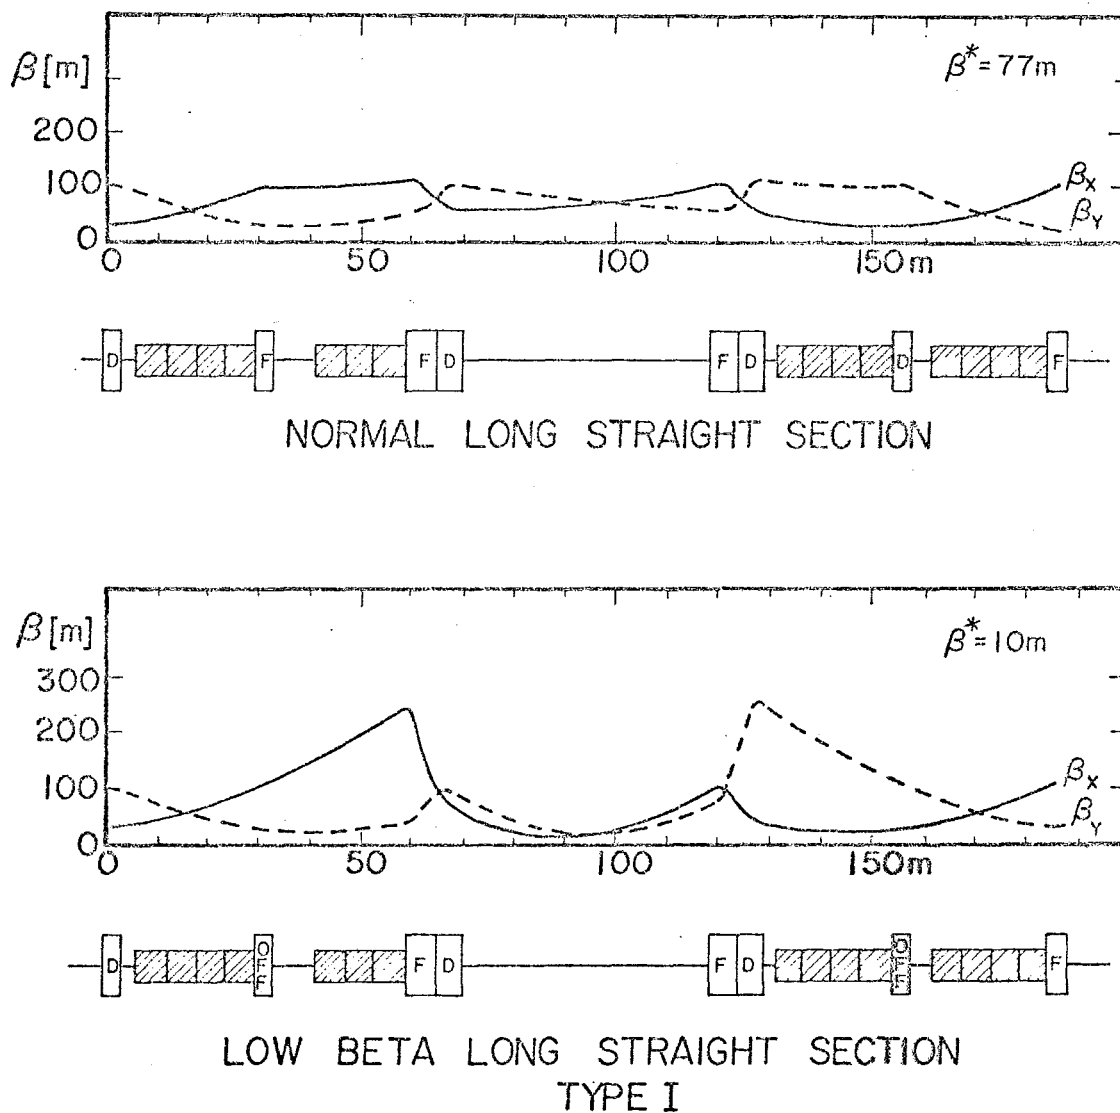 β[m]
β*=77m
200
100
0
βX
βY
0 50 100 150m
D F F D F D D F
NORMAL LONG STRAIGHT SECTION
β[m]
β*=10m
300
200
100
0
βX
βY
0 50 100 150m
D OFF F D F D OFF F
LOW BETA LONG STRAIGHT SECTION
TYPE I